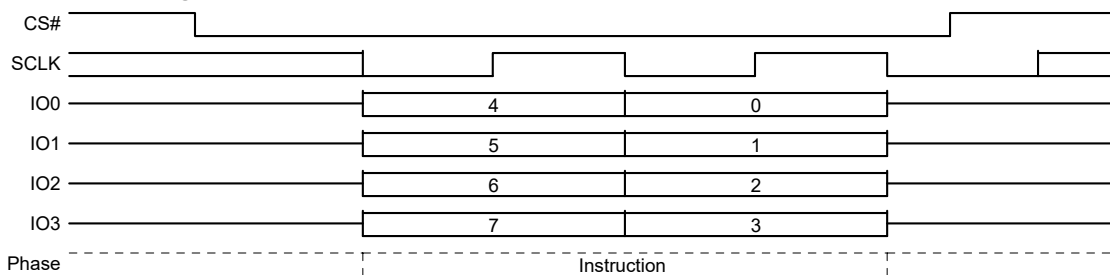 CS#
SCLK
IO0 4 0
IO1 5 1
IO2 6 2
IO3 7 3
Phase Instruction